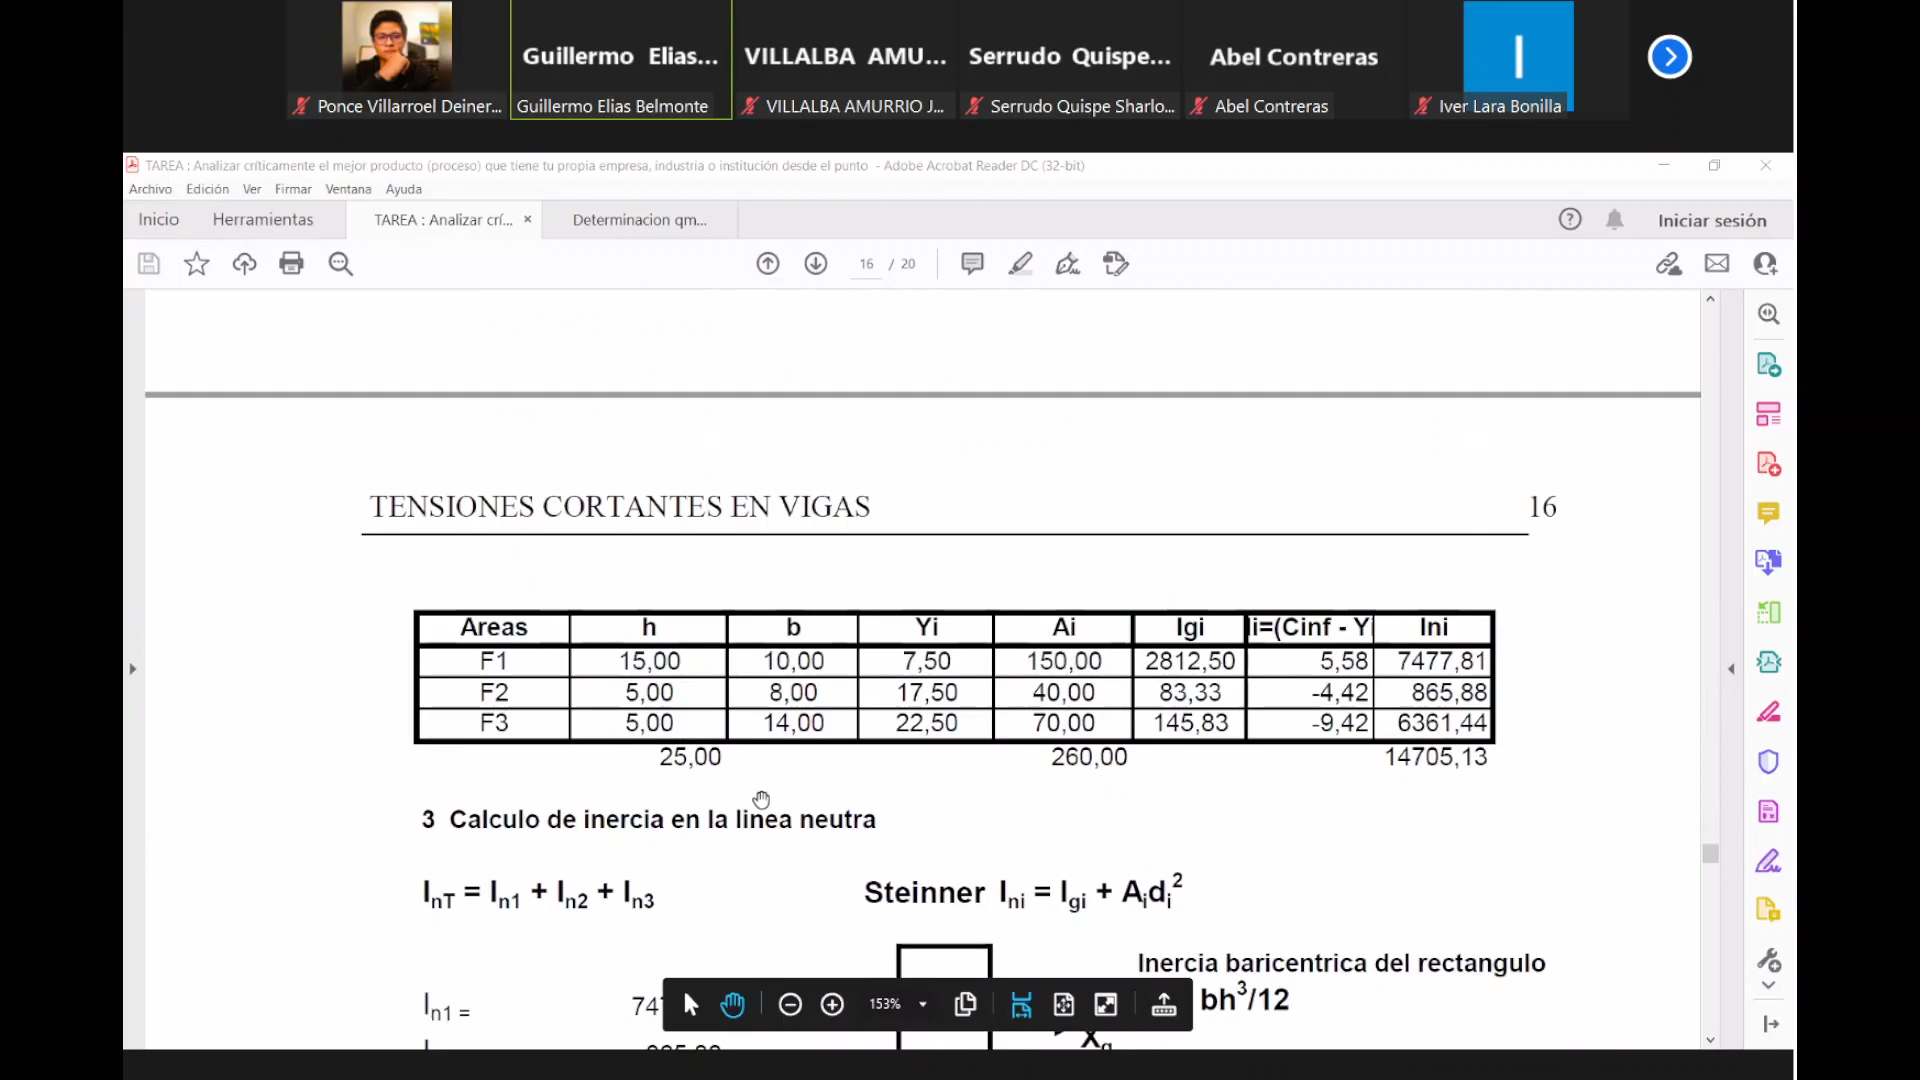 Guillermo Elias...
VILLALBA AMU...
Serrudo Quispe...
Abel Contreras
I
Ponce Villarroel Deiner...
Guillermo Elias Belmonte
VILLALBA AMURRIO J...
Serrudo Quispe Sharlo...
Abel Contreras
Iver Lara Bonilla
TAREA : Analizar críticamente el mejor producto (proceso) que tiene tu propia empresa, industria o institución desde el punto - Adobe Acrobat Reader DC (32-bit)
Archivo Edición Ver Firmar Ventana Ayuda
Inicio Herramientas TAREA : Analizar crí... × Determinacion qm... Iniciar sesión
16 / 20
TENSIONES CORTANTES EN VIGAS 16
Areas h b Yi Ai Igi li=(Cinf - Yi Ini
F1 15,00 10,00 7,50 150,00 2812,50 5,58 7477,81
F2 5,00 8,00 17,50 40,00 83,33 -4,42 865,88
F3 5,00 14,00 22,50 70,00 145,83 -9,42 6361,44
25,00 260,00 14705,13
3 Calculo de inercia en la linea neutra
InT = In1 + In2 + In3 Steinner Ini = Igi + Aidi2
Inercia baricentrica del rectangulo
In1 = 74 153% bh3/12
Xg